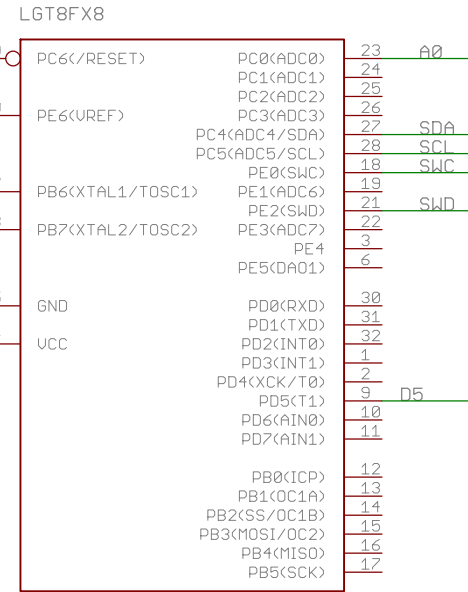 LGT8FX8
PC6(/RESET) PC0(ADC0) 23 A0
PC1(ADC1) 24
PC2(ADC2) 25
PE6(VREF) PC3(ADC3) 26
PC4(ADC4/SDA) 27 SDA
PC5(ADC5/SCL) 28 SCL
PE0(SWC) 18 SWC
PB6(XTAL1/TOSC1) PE1(ADC6) 19
PE2(SWD) 21 SWD
PB7(XTAL2/TOSC2) PE3(ADC7) 22
PE4 3
PE5(DAO1) 6
GND PD0(RXD) 30
PD1(TXD) 31
VCC PD2(INT0) 32
PD3(INT1) 1
PD4(XCK/T0) 2
PD5(T1) 9 D5
PD6(AIN0) 10
PD7(AIN1) 11
PB0(ICP) 12
PB1(OC1A) 13
PB2(SS/OC1B) 14
PB3(MOSI/OC2) 15
PB4(MISO) 16
PB5(SCK) 17